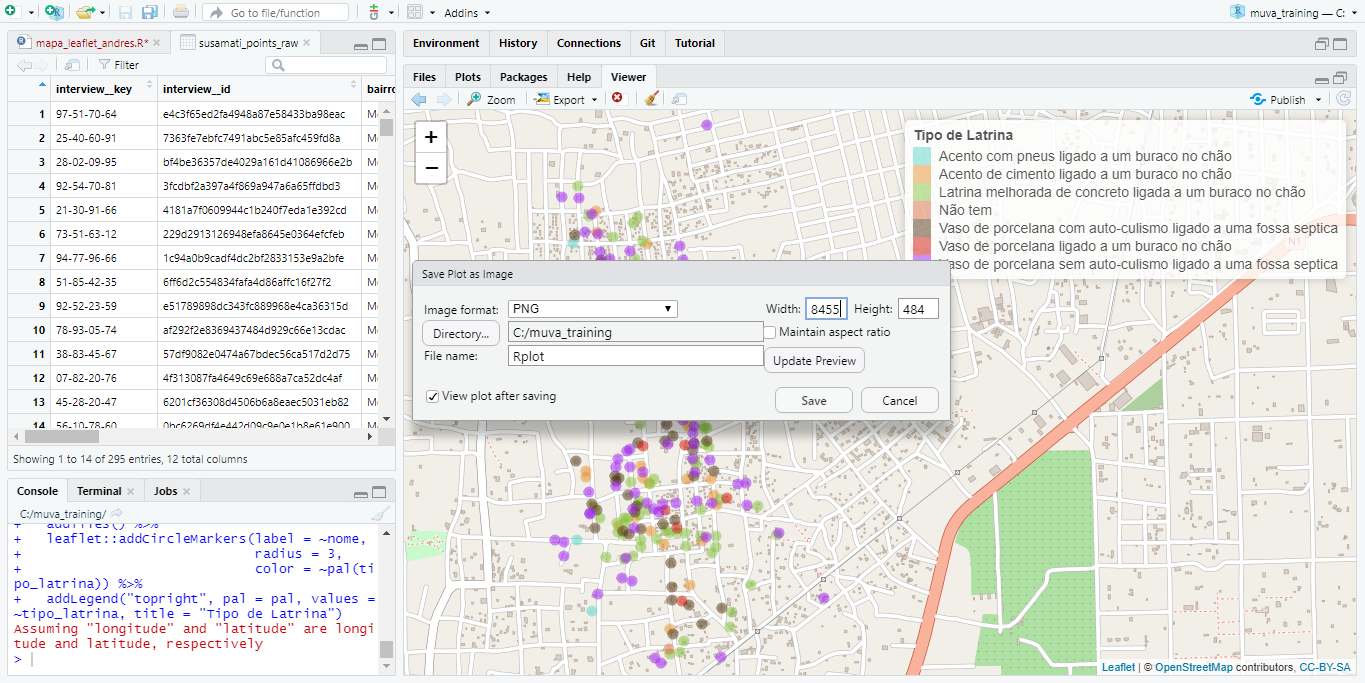 Go to file/function
Addins
muva_training — C:
mapa_leaflet_andres.R*
susamati_points_raw
Filter
interview__key interview__id bairro
1 97-51-70-64 e4c3f65ed2fa4948a87e58433ba98eac
2 25-40-60-91 7363fe7ebfc7491abc5e85afc459fd8a
3 28-02-09-95 bf4be36357de4029a161d41086966e2b
4 92-54-70-81 3fcdbf2a397a4f869a947a6a65ffdbd3
5 21-30-91-66 4181a7f0609944c1b240f7eda1e392cd
6 73-51-63-12 229d2913126948efa8645e0364efcfeb
7 94-77-96-66 1c94a0b9cadf4dc2bf2833153e9a2bfe
8 51-85-42-35 6ff6d2c554834fafa4d86affc16f27f2
9 92-52-23-59 e51789898dc343fc889968e4ca36315d
10 78-93-05-74 af292f2e8369437484d929c66e13cdac
11 38-83-45-67 57df9082e0474a67bdec56ca517d2d75
12 07-82-20-76 4f313087fa4649c69e688a7ca52dc4af
13 45-28-20-47 6201cf36308d4506b6a8eaec5031eb82
14 56-10-78-60 0bc6269df4e442d09c9e0e1b8e61e900
Showing 1 to 14 of 295 entries, 12 total columns
Console Terminal Jobs
C:/muva_training/
+ addTiles() %>%
+ leaflet::addCircleMarkers(label = ~nome,
+ radius = 3,
+ color = ~pal(ti
po_latrina)) %>%
+ addLegend("topright", pal = pal, values =
~tipo_latrina, title = "Tipo de Latrina")
Assuming "longitude" and "latitude" are longi
tude and latitude, respectively
>
Environment History Connections Git Tutorial
Files Plots Packages Help Viewer
Zoom Export Publish
+
−
Tipo de Latrina
Acento com pneus ligado a um buraco no chão
Acento de cimento ligado a um buraco no chão
Latrina melhorada de concreto ligada a um buraco no chão
Não tem
Vaso de porcelana com auto-culismo ligado a uma fossa septica
Vaso de porcelana ligado a um buraco no chão
Vaso de porcelana sem auto-culismo ligado a uma fossa septica
N1
Save Plot as Image
Image format: PNG Width: 8455 Height: 484
Directory... C:/muva_training Maintain aspect ratio
File name: Rplot Update Preview
View plot after saving Save Cancel
Leaflet | © OpenStreetMap contributors, CC-BY-SA